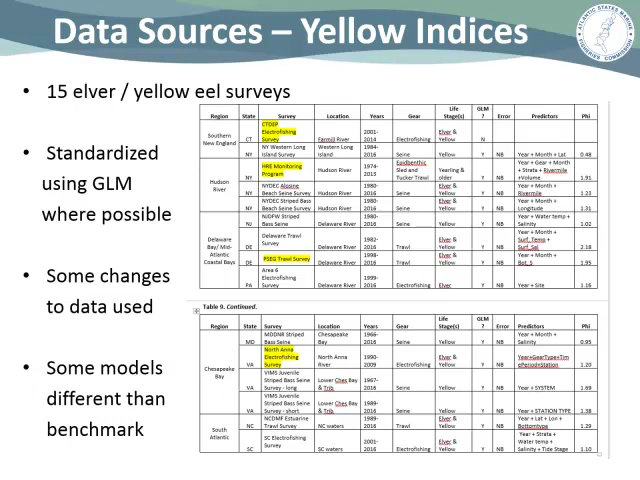 Data Sources – Yellow Indices
ATLANTIC STATES MARINE FISHERIES COMMISSION
• 15 elver / yellow eel surveys
• Standardized
using GLM
where possible
• Some changes
to data used
• Some models
different than
benchmark
Region State Survey Location Years Gear Life Stage(s) GLM ? Error Predictors Phi
Southern New England CT CTDEP Electrofishing Survey Farmill River 2001-2014 Electrofishing Elver & Yellow N
NY NY Western Long Island Survey Western Long Island 1984-2016 Seine Yellow Y NB Year + Month + Lat 0.48
Hudson River NY HRE Monitoring Program Hudson River 1974-2013 Epibenthic Sled and Tucker Trawl Yearling & older Y NB Year + Gear + Month + Strata + Rivermile +Volume 1.91
NY NYDEC Alosine Beach Seine Survey Hudson River 1980-2016 Seine Elver & Yellow Y NB Year + Month + Rivermile 1.23
NY NYDEC Striped Bass Beach Seine Survey Hudson River 1980-2016 Seine Elver & Yellow Y NB Year + Month + Longitude 1.31
Delaware Bay/ Mid-Atlantic Coastal Bays NJ NJDFW Striped Bass Seine Delaware River 1980-2016 Seine Elver & Yellow Y NB Year + Water temp + Salinity 1.02
DE Delaware Trawl Survey Delaware River 1982-2016 Trawl Elver & Yellow Y NB Year + Month + Surf_Temp + Surf_Sal 2.18
DE PSEG Trawl Survey Delaware River 1998-2016 Trawl Elver & Yellow Y NB Year + Month + Bot_S 1.95
PA Area 6 Electrofishing Survey Delaware River 1999-2016 Electrofishing Elver Y NB Year + Site 1.16
Table 9. Continued.
Region State Survey Location Years Gear Life Stage(s) GLM ? Error Predictors Phi
Chesapeake Bay MD MDDNR Striped Bass Seine Chesapeake Bay 1966-2016 Seine Yellow Y NB Year + Month + Salinity 0.95
VA North Anna Electrofishing Survey North Anna River 1990-2009 Electrofishing Elver & Yellow Y NB Year+GearType+TimePeriod+Station 1.20
VA VIMS Juvenile Striped Bass Seine Survey - long Lower Ches Bay & Trib 1967-2016 Seine Yellow Y NB Year + SYSTEM 1.69
VA VIMS Juvenile Striped Bass Seine Survey - short Lower Ches Bay & Trib 1989-2016 Seine Yellow Y NB Year + STATION TYPE 1.38
South Atlantic NC NCDMF Estuarine Trawl Survey NC waters 1989-2016 Trawl Elver & Yellow Y NB Year + Lat + Lon + Bottomtype 1.29
SC SC Electrofishing Survey SC waters 2001-2016 Electrofishing Elver & Yellow Y NB Year + Strata + Water temp + Salinity + Tide Stage 1.10